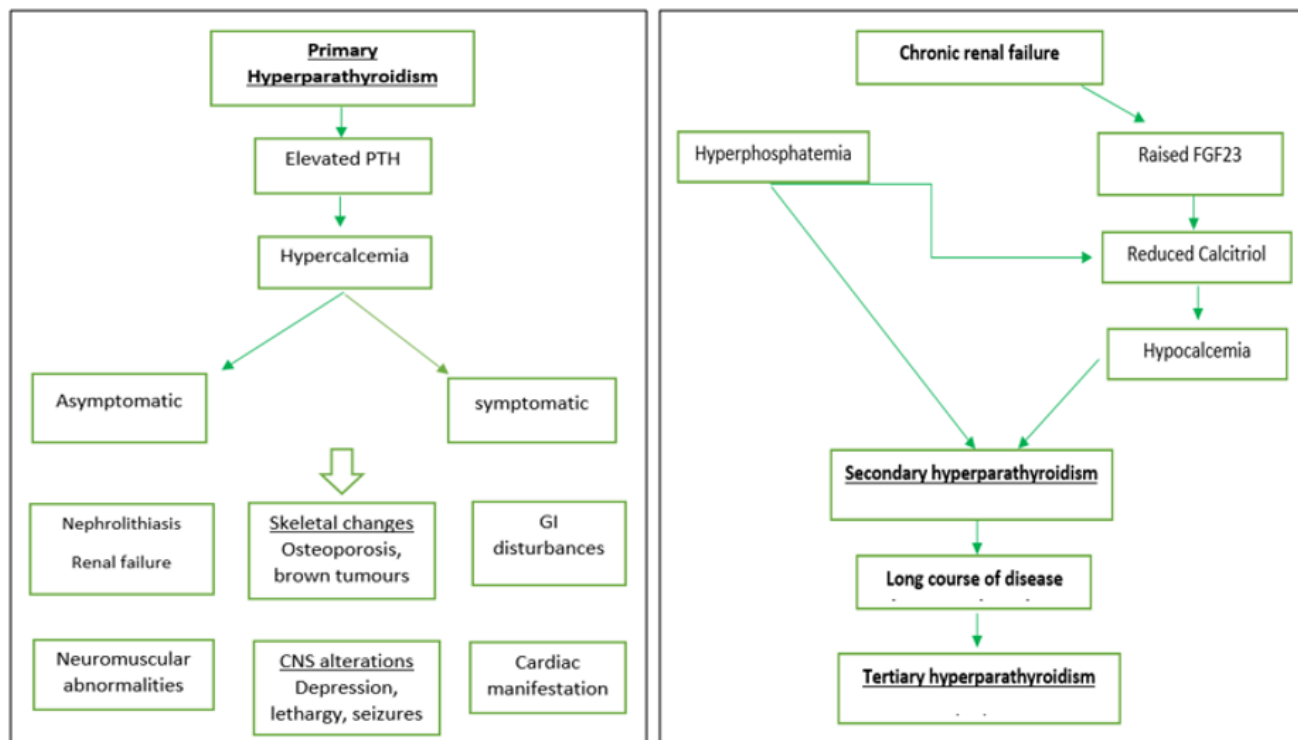 Primary
Hyperparathyroidism
Elevated PTH
Hypercalcemia
Asymptomatic
symptomatic
Nephrolithiasis
Renal failure
Skeletal changes
Osteoporosis,
brown tumours
GI
disturbances
Neuromuscular
abnormalities
CNS alterations
Depression,
lethargy, seizures
Cardiac
manifestation
Chronic renal failure
Hyperphosphatemia
Raised FGF23
Reduced Calcitriol
Hypocalcemia
Secondary hyperparathyroidism
Long course of disease
Tertiary hyperparathyroidism